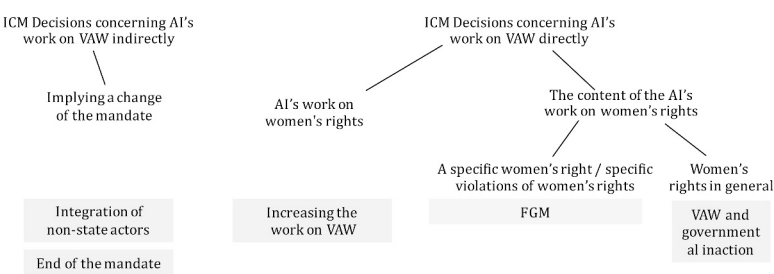 ICM Decisions concerning AI’s
work on VAW indirectly
ICM Decisions concerning AI’s
work on VAW directly
Implying a change
of the mandate
AI’s work on
women's rights
The content of the AI’s
work on women’s rights
A specific women’s right / specific
violations of women’s rights
Women’s
rights in general
Integration of
non-state actors
Increasing the
work on VAW
FGM
VAW and
government
al inaction
End of the mandate